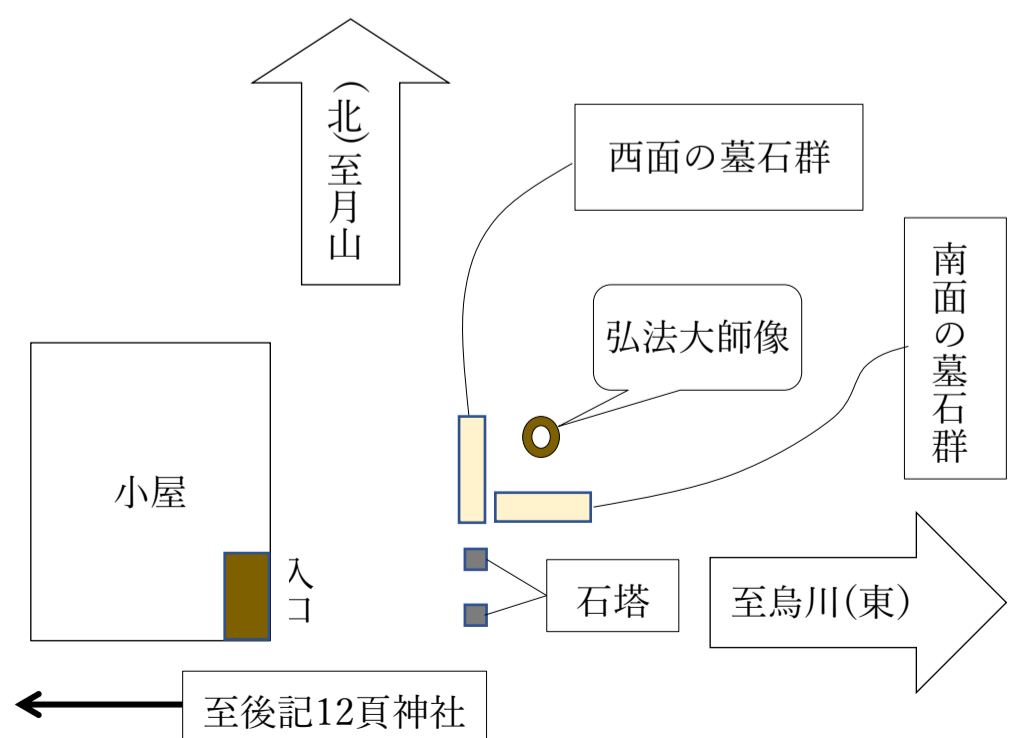 (北)至月山
西面の墓石群
南面の墓石群
弘法大師像
小屋
入口
石塔
至烏川(東)
至後記12頁神社